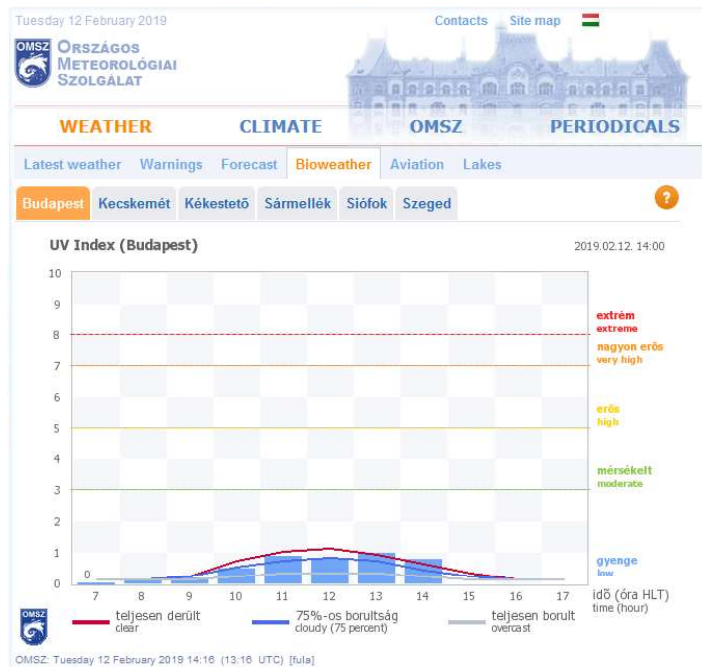 Tuesday 12 February 2019
Contacts Site map
OMSZ
ORSZÁGOS
METEOROLÓGIAI
SZOLGÁLAT
WEATHER CLIMATE OMSZ PERIODICALS
Latest weather Warnings Forecast Bioweather Aviation Lakes
Budapest Kecskemét Kékestető Sármellék Siófok Szeged ?
UV Index (Budapest) 2019.02.12. 14:00
10
9
extrém
extreme
8
nagyon erős
very high
7
6
erős
high
5
4
mérsékelt
moderate
3
2
1
gyenge
low
0
0
7 8 9 10 11 12 13 14 15 16 17
idő (óra HLT)
time (hour)
OMSZ
teljesen derült
clear
75%-os borultság
cloudy (75 percent)
teljesen borult
overcast
OMSZ: Tuesday 12 February 2019 14:16 (13:16 UTC) [fula]